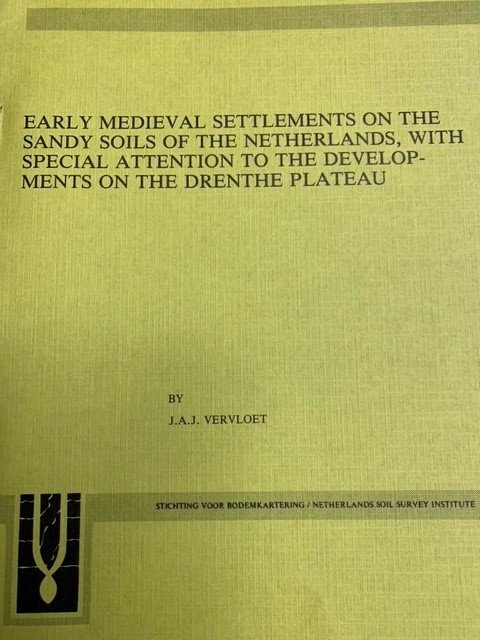 EARLY MEDIEVAL SETTLEMENTS ON THE
SANDY SOILS OF THE NETHERLANDS, WITH
SPECIAL ATTENTION TO THE DEVELOP-
MENTS ON THE DRENTHE PLATEAU
BY
J.A.J. VERVLOET
STICHTING VOOR BODEMKARTERING / NETHERLANDS SOIL SURVEY INSTITUTE